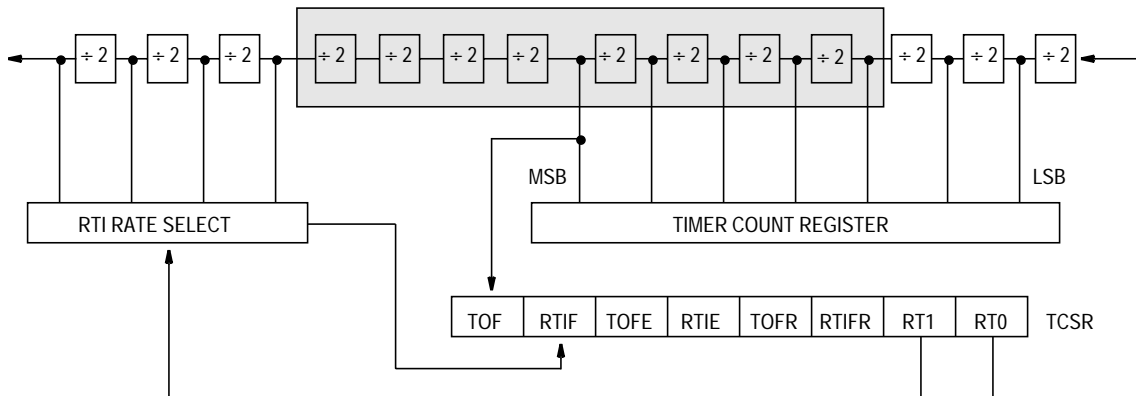 ÷ 2 ÷ 2 ÷ 2 ÷ 2 ÷ 2 ÷ 2 ÷ 2 ÷ 2 ÷ 2 ÷ 2 ÷ 2 ÷ 2 ÷ 2 ÷ 2
MSB LSB
RTI RATE SELECT TIMER COUNT REGISTER
TOF RTIF TOFE RTIE TOFR RTIFR RT1 RT0 TCSR